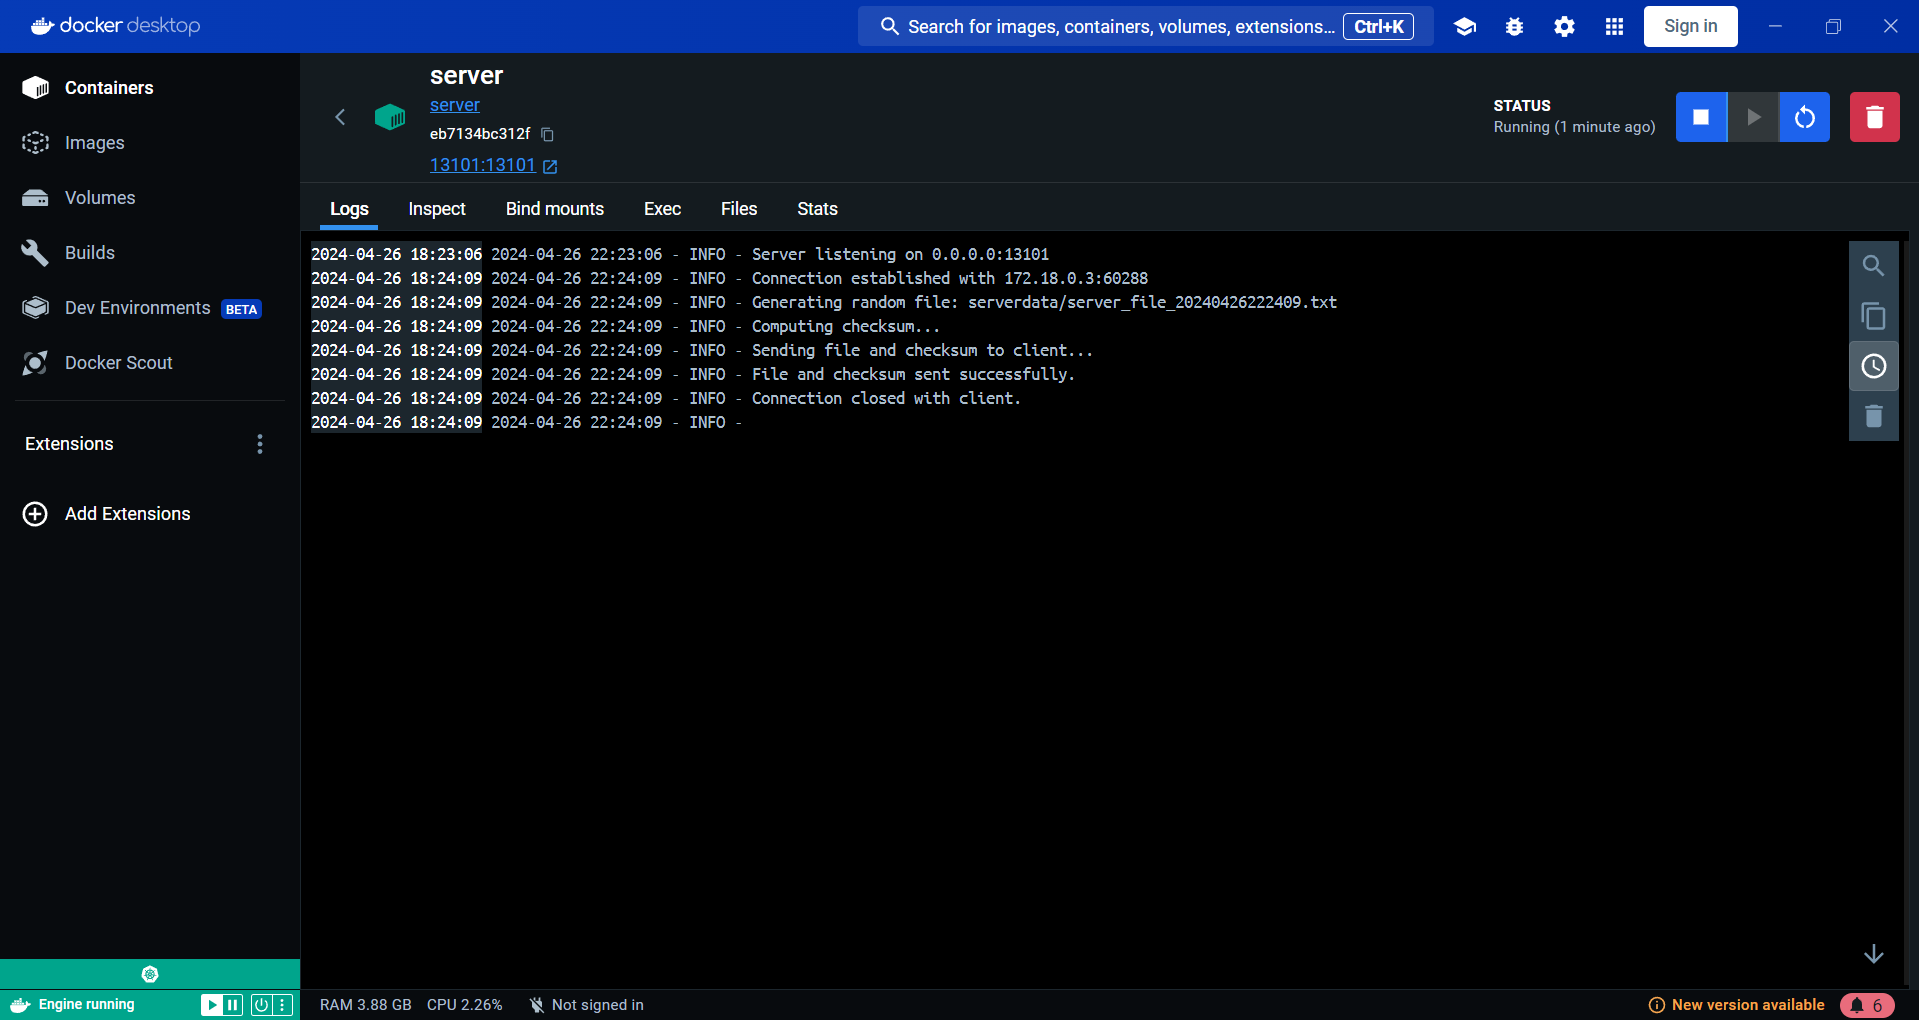 docker desktop
Search for images, containers, volumes, extensions... Ctrl+K
Sign in
Containers
Images
Volumes
Builds
Dev Environments BETA
Docker Scout
Extensions
Add Extensions
server
server
eb7134bc312f
13101:13101
STATUS
Running (1 minute ago)
Logs Inspect Bind mounts Exec Files Stats
2024-04-26 18:23:06 2024-04-26 22:23:06 - INFO - Server listening on 0.0.0.0:13101
2024-04-26 18:24:09 2024-04-26 22:24:09 - INFO - Connection established with 172.18.0.3:60288
2024-04-26 18:24:09 2024-04-26 22:24:09 - INFO - Generating random file: serverdata/server_file_20240426222409.txt
2024-04-26 18:24:09 2024-04-26 22:24:09 - INFO - Computing checksum...
2024-04-26 18:24:09 2024-04-26 22:24:09 - INFO - Sending file and checksum to client...
2024-04-26 18:24:09 2024-04-26 22:24:09 - INFO - File and checksum sent successfully.
2024-04-26 18:24:09 2024-04-26 22:24:09 - INFO - Connection closed with client.
2024-04-26 18:24:09 2024-04-26 22:24:09 - INFO -
Engine running
RAM 3.88 GB CPU 2.26% Not signed in
New version available 6